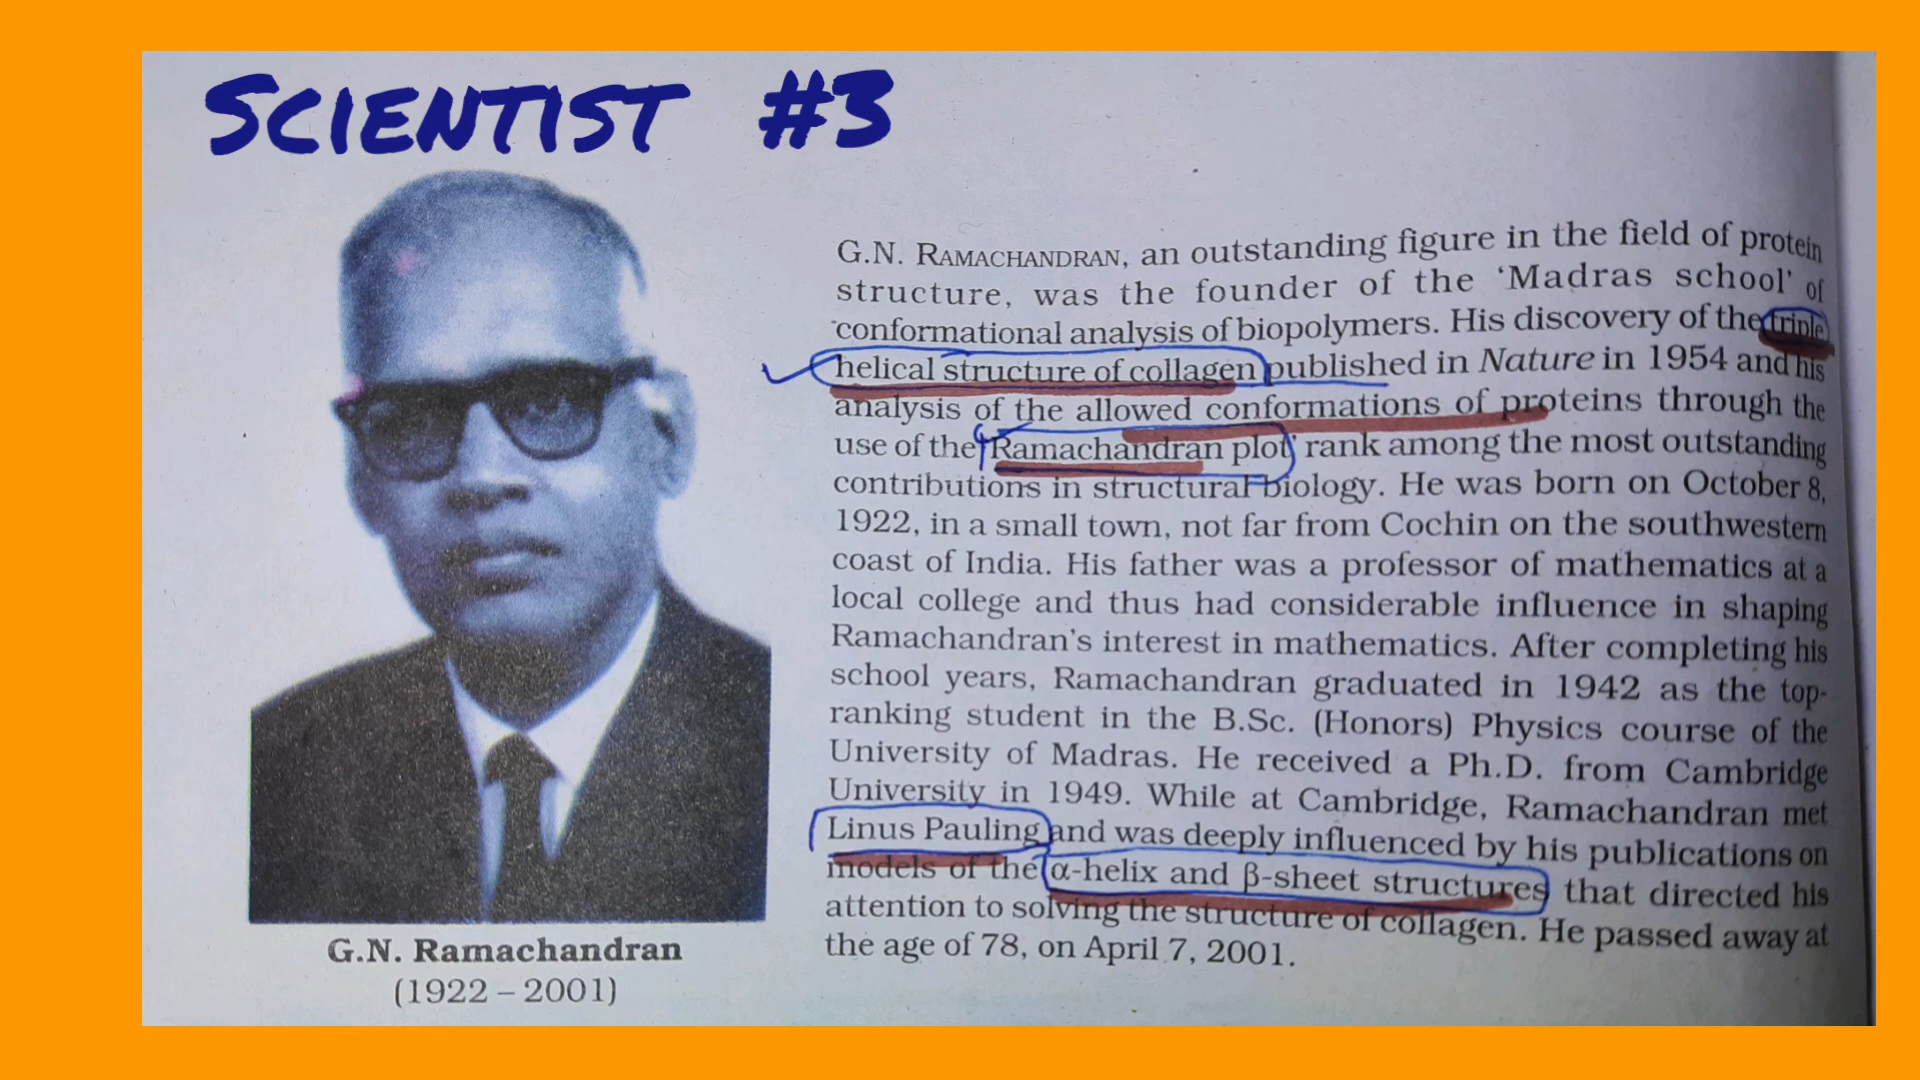 SCIENTIST #3
G.N. RAMACHANDRAN, an outstanding figure in the field of protein
structure, was the founder of the ‘Madras school’ of
conformational analysis of biopolymers. His discovery of the triple
helical structure of collagen published in Nature in 1954 and his
analysis of the allowed conformations of proteins through the
use of the ‘Ramachandran plot’ rank among the most outstanding
contributions in structural biology. He was born on October 8,
1922, in a small town, not far from Cochin on the southwestern
coast of India. His father was a professor of mathematics at a
local college and thus had considerable influence in shaping
Ramachandran’s interest in mathematics. After completing his
school years, Ramachandran graduated in 1942 as the top-
ranking student in the B.Sc. (Honors) Physics course of the
University of Madras. He received a Ph.D. from Cambridge
University in 1949. While at Cambridge, Ramachandran met
Linus Pauling and was deeply influenced by his publications on
models of the α-helix and β-sheet structures that directed his
attention to solving the structure of collagen. He passed away at
the age of 78, on April 7, 2001.
G.N. Ramachandran
(1922 – 2001)